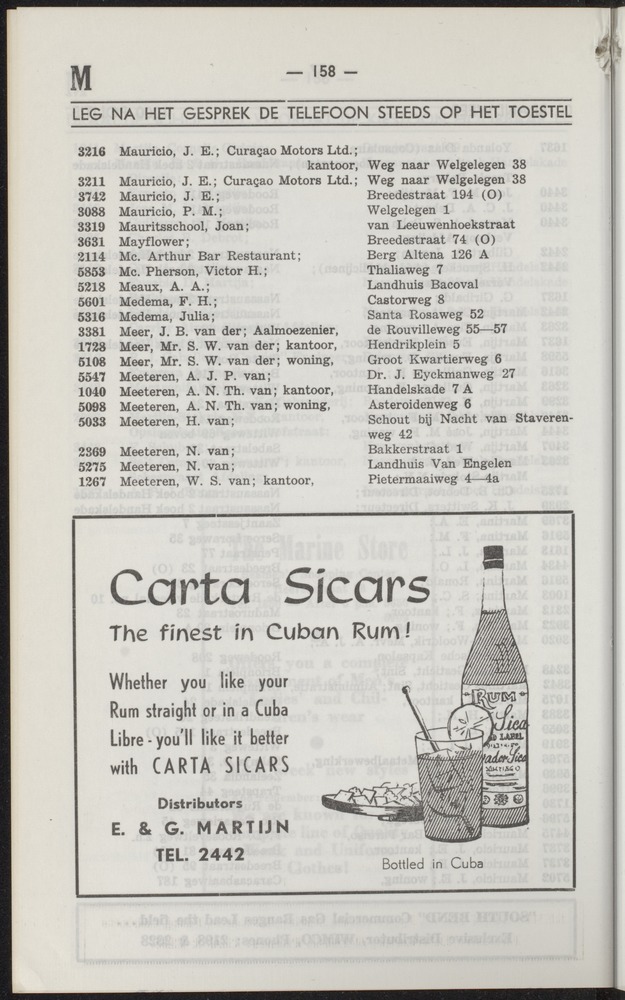 M
— 158 —
LEG NA HET GESPREK DE TELEFOON STEEDS OP HET TOESTEL
3216 Mauricio, J. E.; Curaçao Motors Ltd.;
kantoor, Weg naar Welgelegen 38
3211 Mauricio, J. E.; Curaçao Motors Ltd.; Weg naar Welgelegen 38
3742 Mauricio, J. E.; Breedestraat 194 (O)
3088 Mauricio, P. M.; Welgelegen 1
3319 Mauritsschool, Joan; van Leeuwenhoekstraat
3631 Mayflower; Breedestraat 74 (O)
2114 Mc. Arthur Bar Restaurant; Berg Altena 126 A
5853 Mc. Pherson, Victor H.; Thaliaweg 7
5218 Meaux, A. A.; Landhuis Bacoval
5601 Medema, F. H.; Castorweg 8
5316 Medema, Julia; Santa Rosaweg 52
3381 Meer, J. B. van der; Aalmoezenier, de Rouvilleweg 55—57
1728 Meer, Mr. S. W. van der; kantoor, Hendrikplein 5
5108 Meer, Mr. S. W. van der; woning, Groot Kwartierweg 6
5547 Meeteren, A. J. P. van; Dr. J. Eyckmanweg 27
1040 Meeteren, A. N. Th. van; kantoor, Handelskade 7 A
5098 Meeteren, A. N. Th. van; woning, Asteroidenweg 6
5033 Meeteren, H. van; Schout bij Nacht van Staveren-
weg 42
2369 Meeteren, N. van; Bakkerstraat 1
5275 Meeteren, N. van; Landhuis Van Engelen
1267 Meeteren, W. S. van; kantoor, Pietermaaiweg 4—4a
Carta Sicars
The finest in Cuban Rum!
Whether you like your
Rum straight or in a Cuba
Libre - you'll like it better
with CARTA SICARS
Distributors
E. & G. MARTIJN
TEL. 2442
RUM
Sica
LABEL
Bottled in Cuba